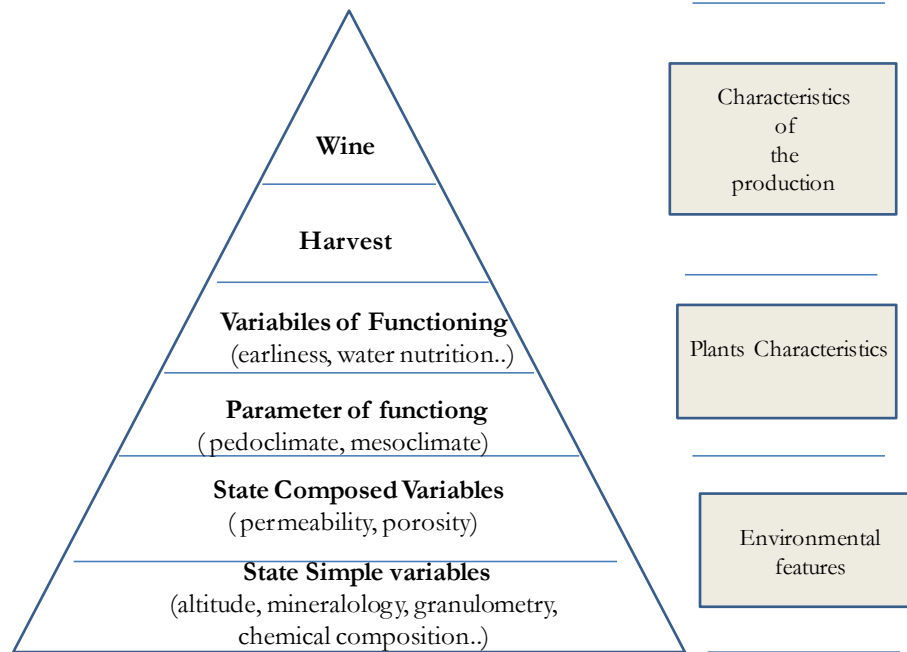 Wine
Harvest
Variabiles of Functioning
(earliness, water nutrition..)
Parameter of functiong
( pedoclimate, mesoclimate)
State Composed Variables
( permeability, porosity)
State Simple variables
(altitude, mineralology, granulometry,
chemical composition..)
Characteristics
of
the
production
Plants Characteristics
Environmental
features